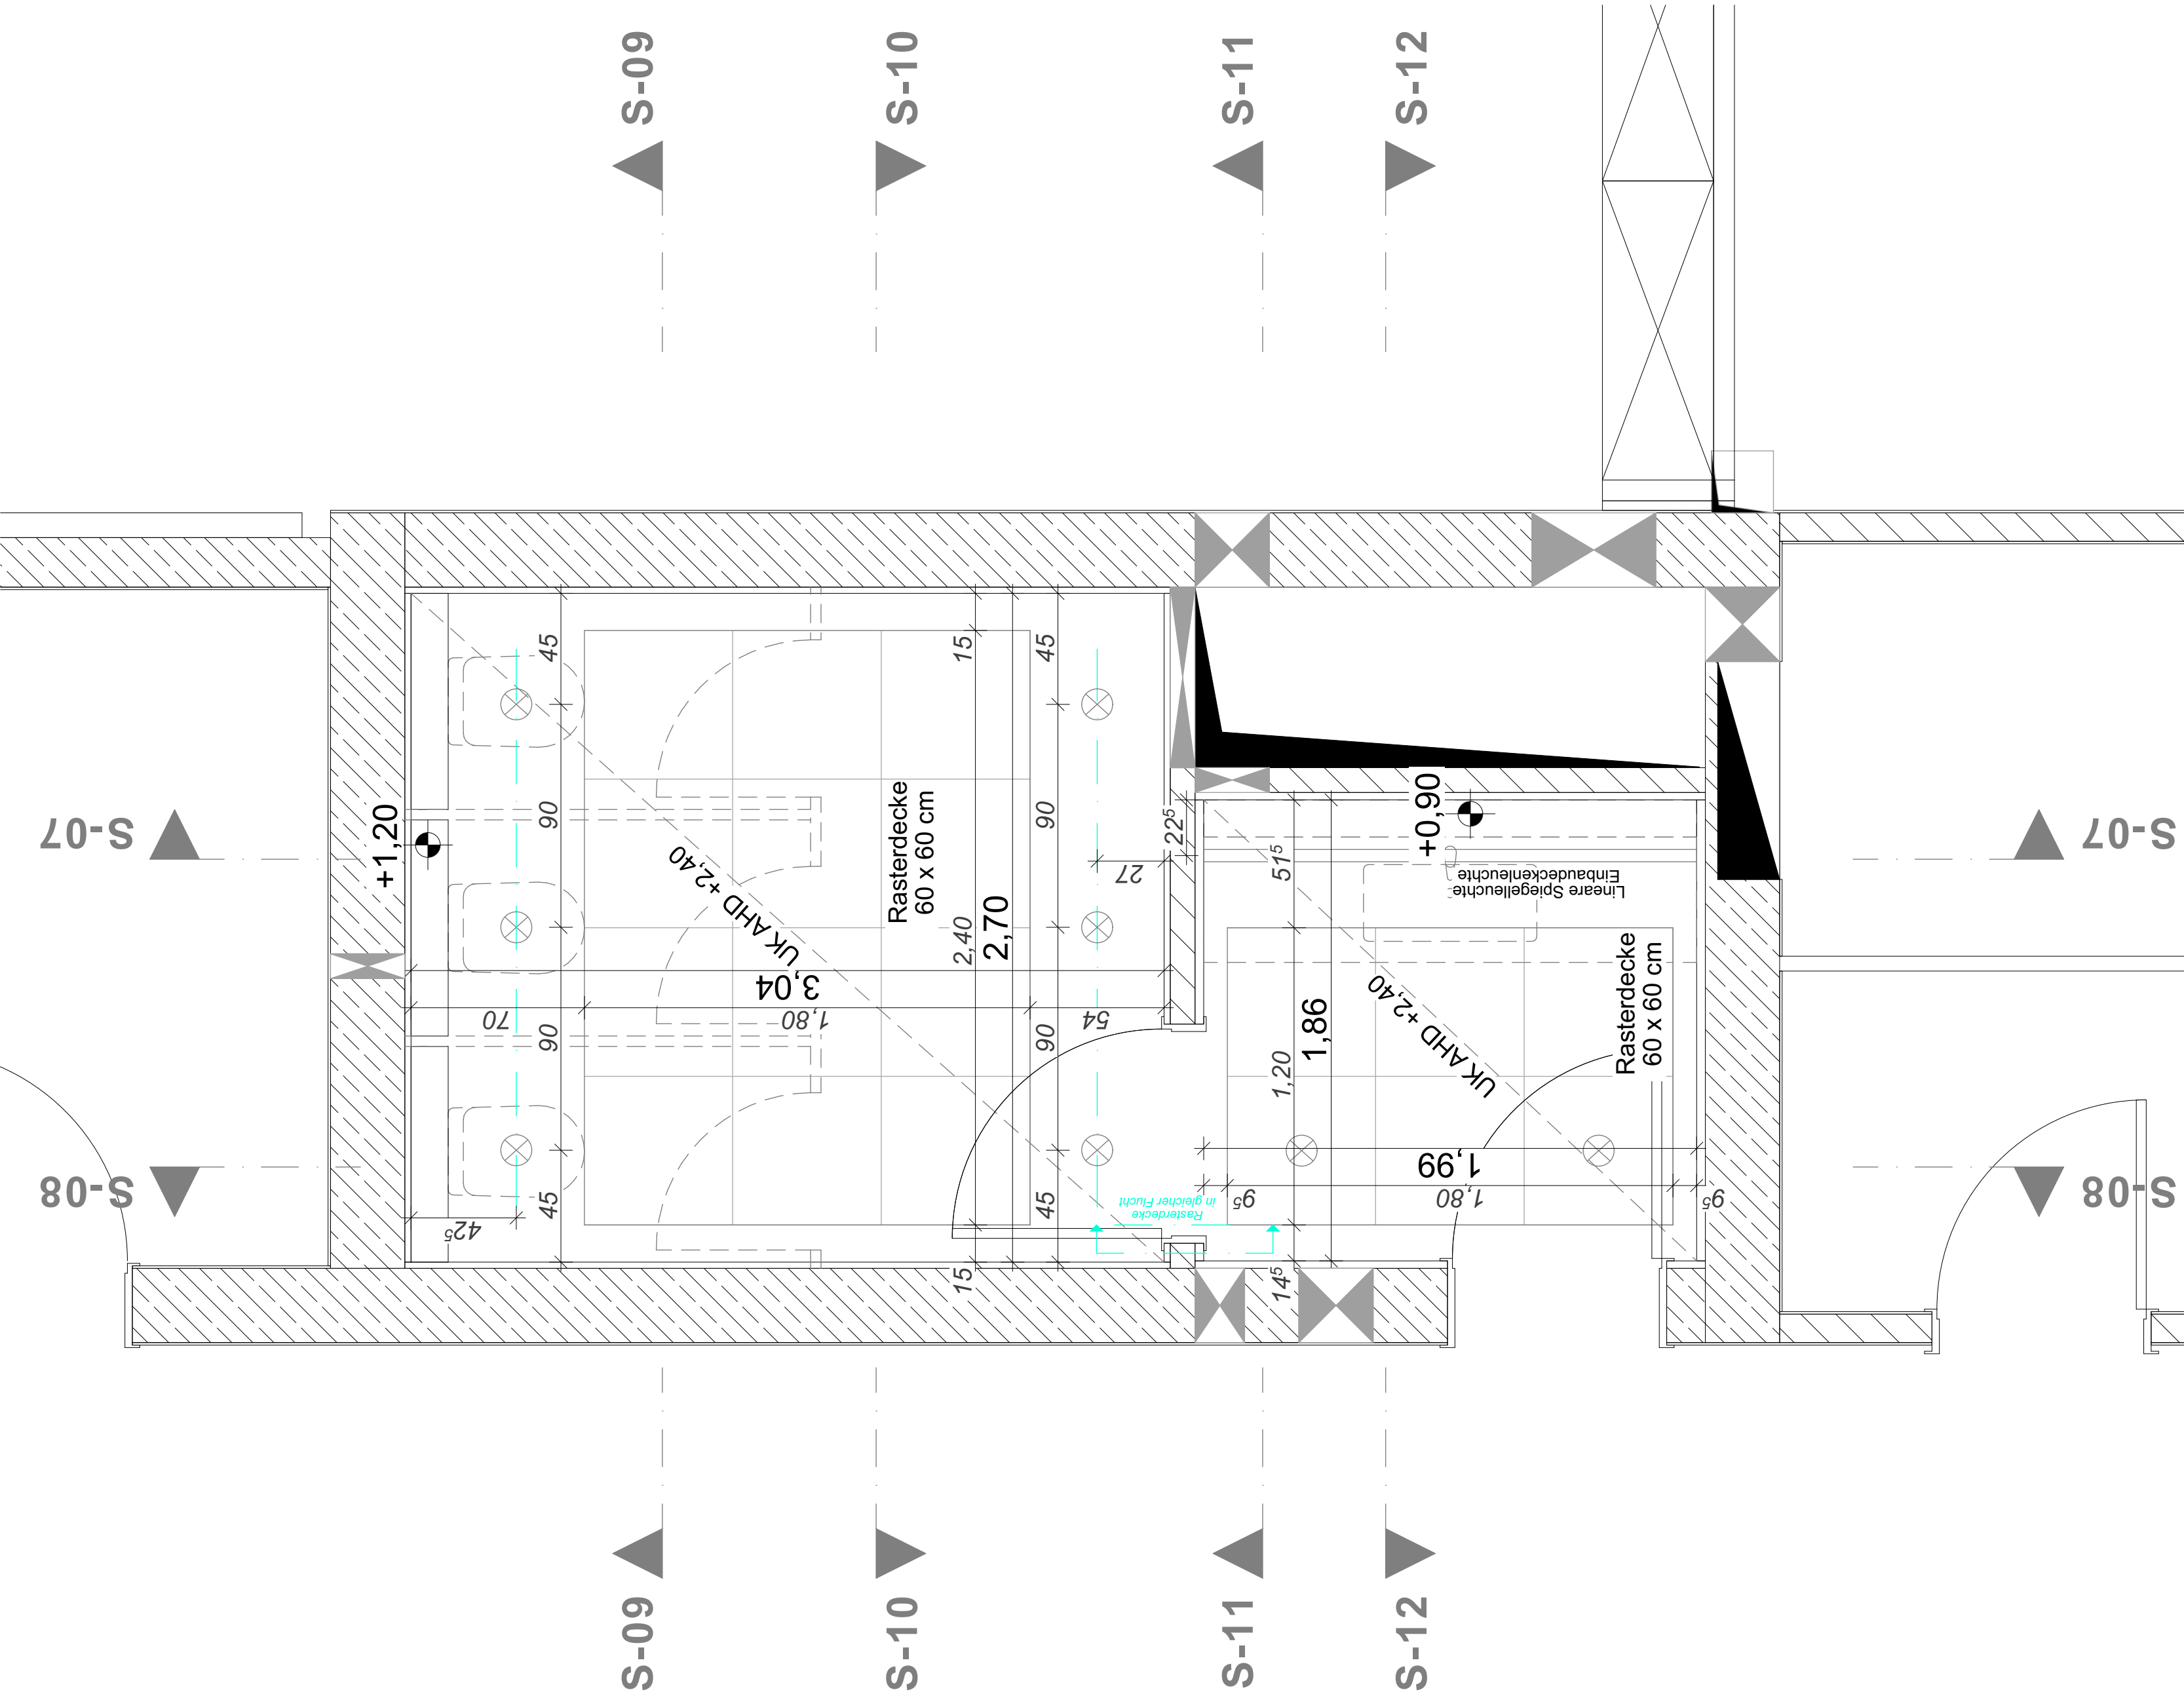 S-09
S-10
S-11
S-12
S-07
S-07
S-08
S-08
+1,20
45
90
90
45
42⁵
UK AHD +2,40
Rasterdecke
60 x 60 cm
15
2,40
2,70
15
45
90
90
45
3,04
70
1,80
54
27
22⁵
51⁵
1,20
14⁵
1,86
+0,90
Lineare Spiegelleuchte
Einbaudeckenleuchte
UK AHD +2,40
Rasterdecke
60 x 60 cm
1,99
9⁵
1,80
9⁵
Rasterdecke
in gleicher Flucht
S-09
S-10
S-11
S-12